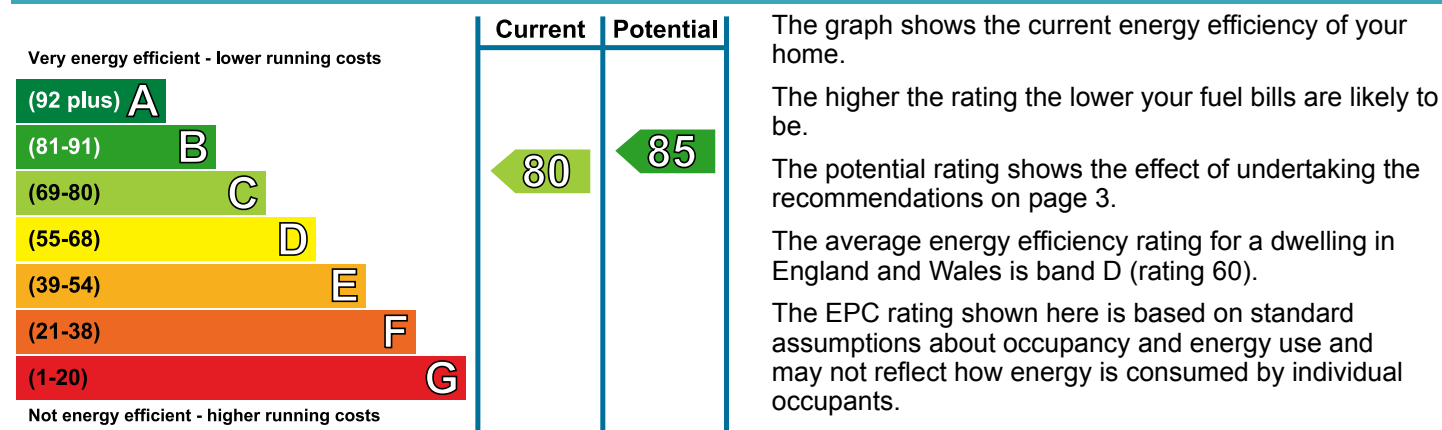 Current Potential
Very energy efficient - lower running costs
(92 plus) A
(81-91) B
(69-80) C
(55-68) D
(39-54) E
(21-38) F
(1-20) G
Not energy efficient - higher running costs
80
85
The graph shows the current energy efficiency of your
home.
The higher the rating the lower your fuel bills are likely to
be.
The potential rating shows the effect of undertaking the
recommendations on page 3.
The average energy efficiency rating for a dwelling in
England and Wales is band D (rating 60).
The EPC rating shown here is based on standard
assumptions about occupancy and energy use and
may not reflect how energy is consumed by individual
occupants.